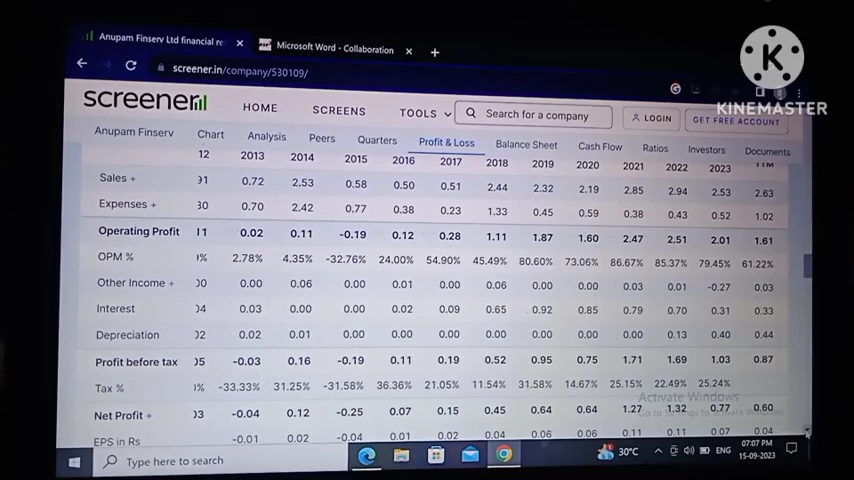 Anupam Finserv Ltd financial re
Microsoft Word - Collaboration
screener.in/company/530109/
KINEMASTER
screener
HOME
SCREENS
TOOLS
Search for a company
LOGIN
GET FREE ACCOUNT
Anupam Finserv Chart Analysis Peers Quarters Profit & Loss Balance Sheet Cash Flow Ratios Investors Documents
12 2013 2014 2015 2016 2017 2018 2019 2020 2021 2022 2023 TTM
Sales + 91 0.72 2.53 0.58 0.50 0.51 2.44 2.32 2.19 2.85 2.94 2.53 2.63
Expenses + 30 0.70 2.42 0.77 0.38 0.23 1.33 0.45 0.59 0.38 0.43 0.52 1.02
Operating Profit 11 0.02 0.11 -0.19 0.12 0.28 1.11 1.87 1.60 2.47 2.51 2.01 1.61
OPM % 0% 2.78% 4.35% -32.76% 24.00% 54.90% 45.49% 80.60% 73.06% 86.67% 85.37% 79.45% 61.22%
Other Income + 00 0.00 0.06 0.00 0.01 0.00 0.06 0.00 0.00 0.03 0.01 -0.27 0.03
Interest 04 0.03 0.00 0.00 0.02 0.09 0.65 0.92 0.85 0.79 0.70 0.31 0.33
Depreciation 02 0.02 0.01 0.00 0.00 0.00 0.00 0.00 0.00 0.00 0.13 0.40 0.44
Profit before tax 05 -0.03 0.16 -0.19 0.11 0.19 0.52 0.95 0.75 1.71 1.69 1.03 0.87
Tax % % -33.33% 31.25% -31.58% 36.36% 21.05% 11.54% 31.58% 14.67% 25.15% 22.49% 25.24%
Activate Windows
Net Profit + 03 -0.04 0.12 -0.25 0.07 0.15 0.45 0.64 0.64 1.27 1.32 0.77 0.60
Go to Settings to activate Windows.
EPS in Rs -0.01 0.02 -0.04 0.01 0.02 0.04 0.06 0.06 0.11 0.11 0.07 0.04
Type here to search
30°C
ENG
07:07 PM
15-09-2023